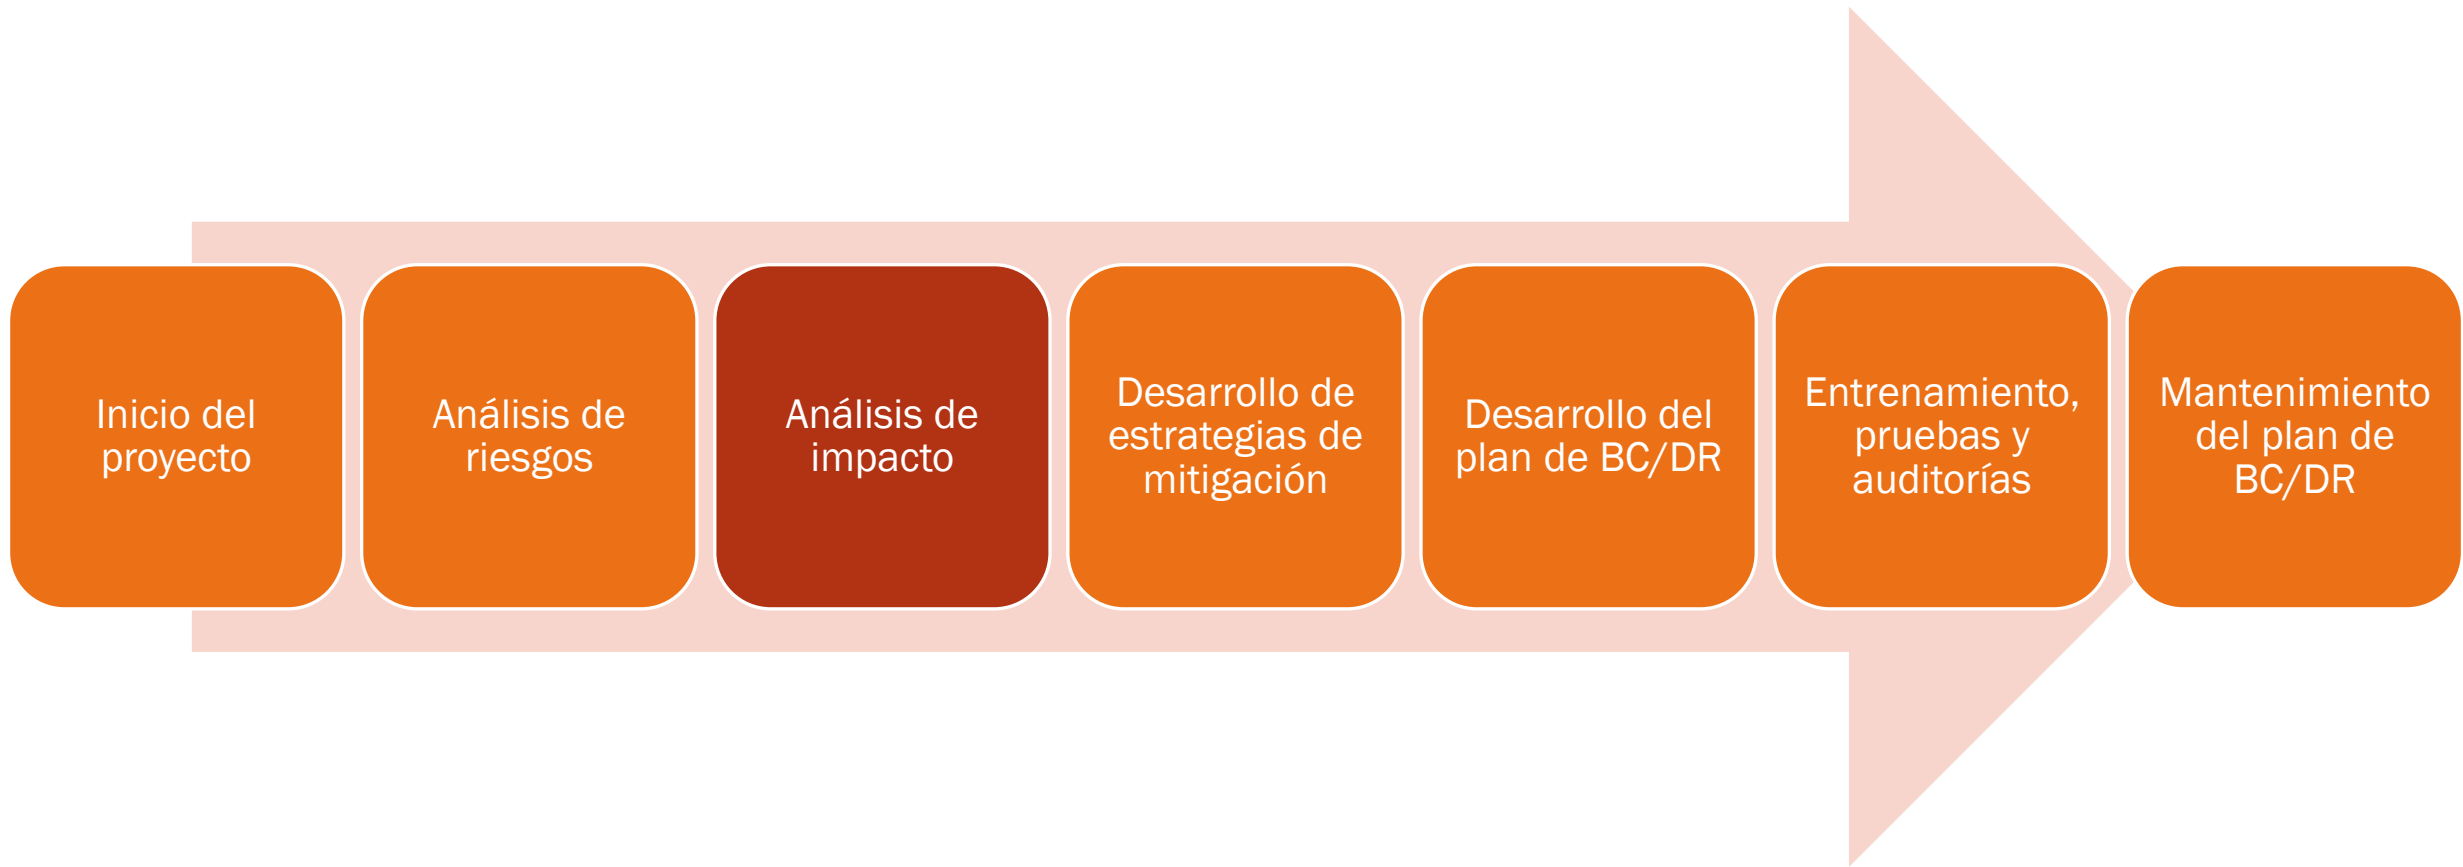 Inicio del
proyecto
Análisis de
riesgos
Análisis de
impacto
Desarrollo de
estrategias de
mitigación
Desarrollo del
plan de BC/DR
Entrenamiento,
pruebas y
auditorías
Mantenimiento
del plan de
BC/DR